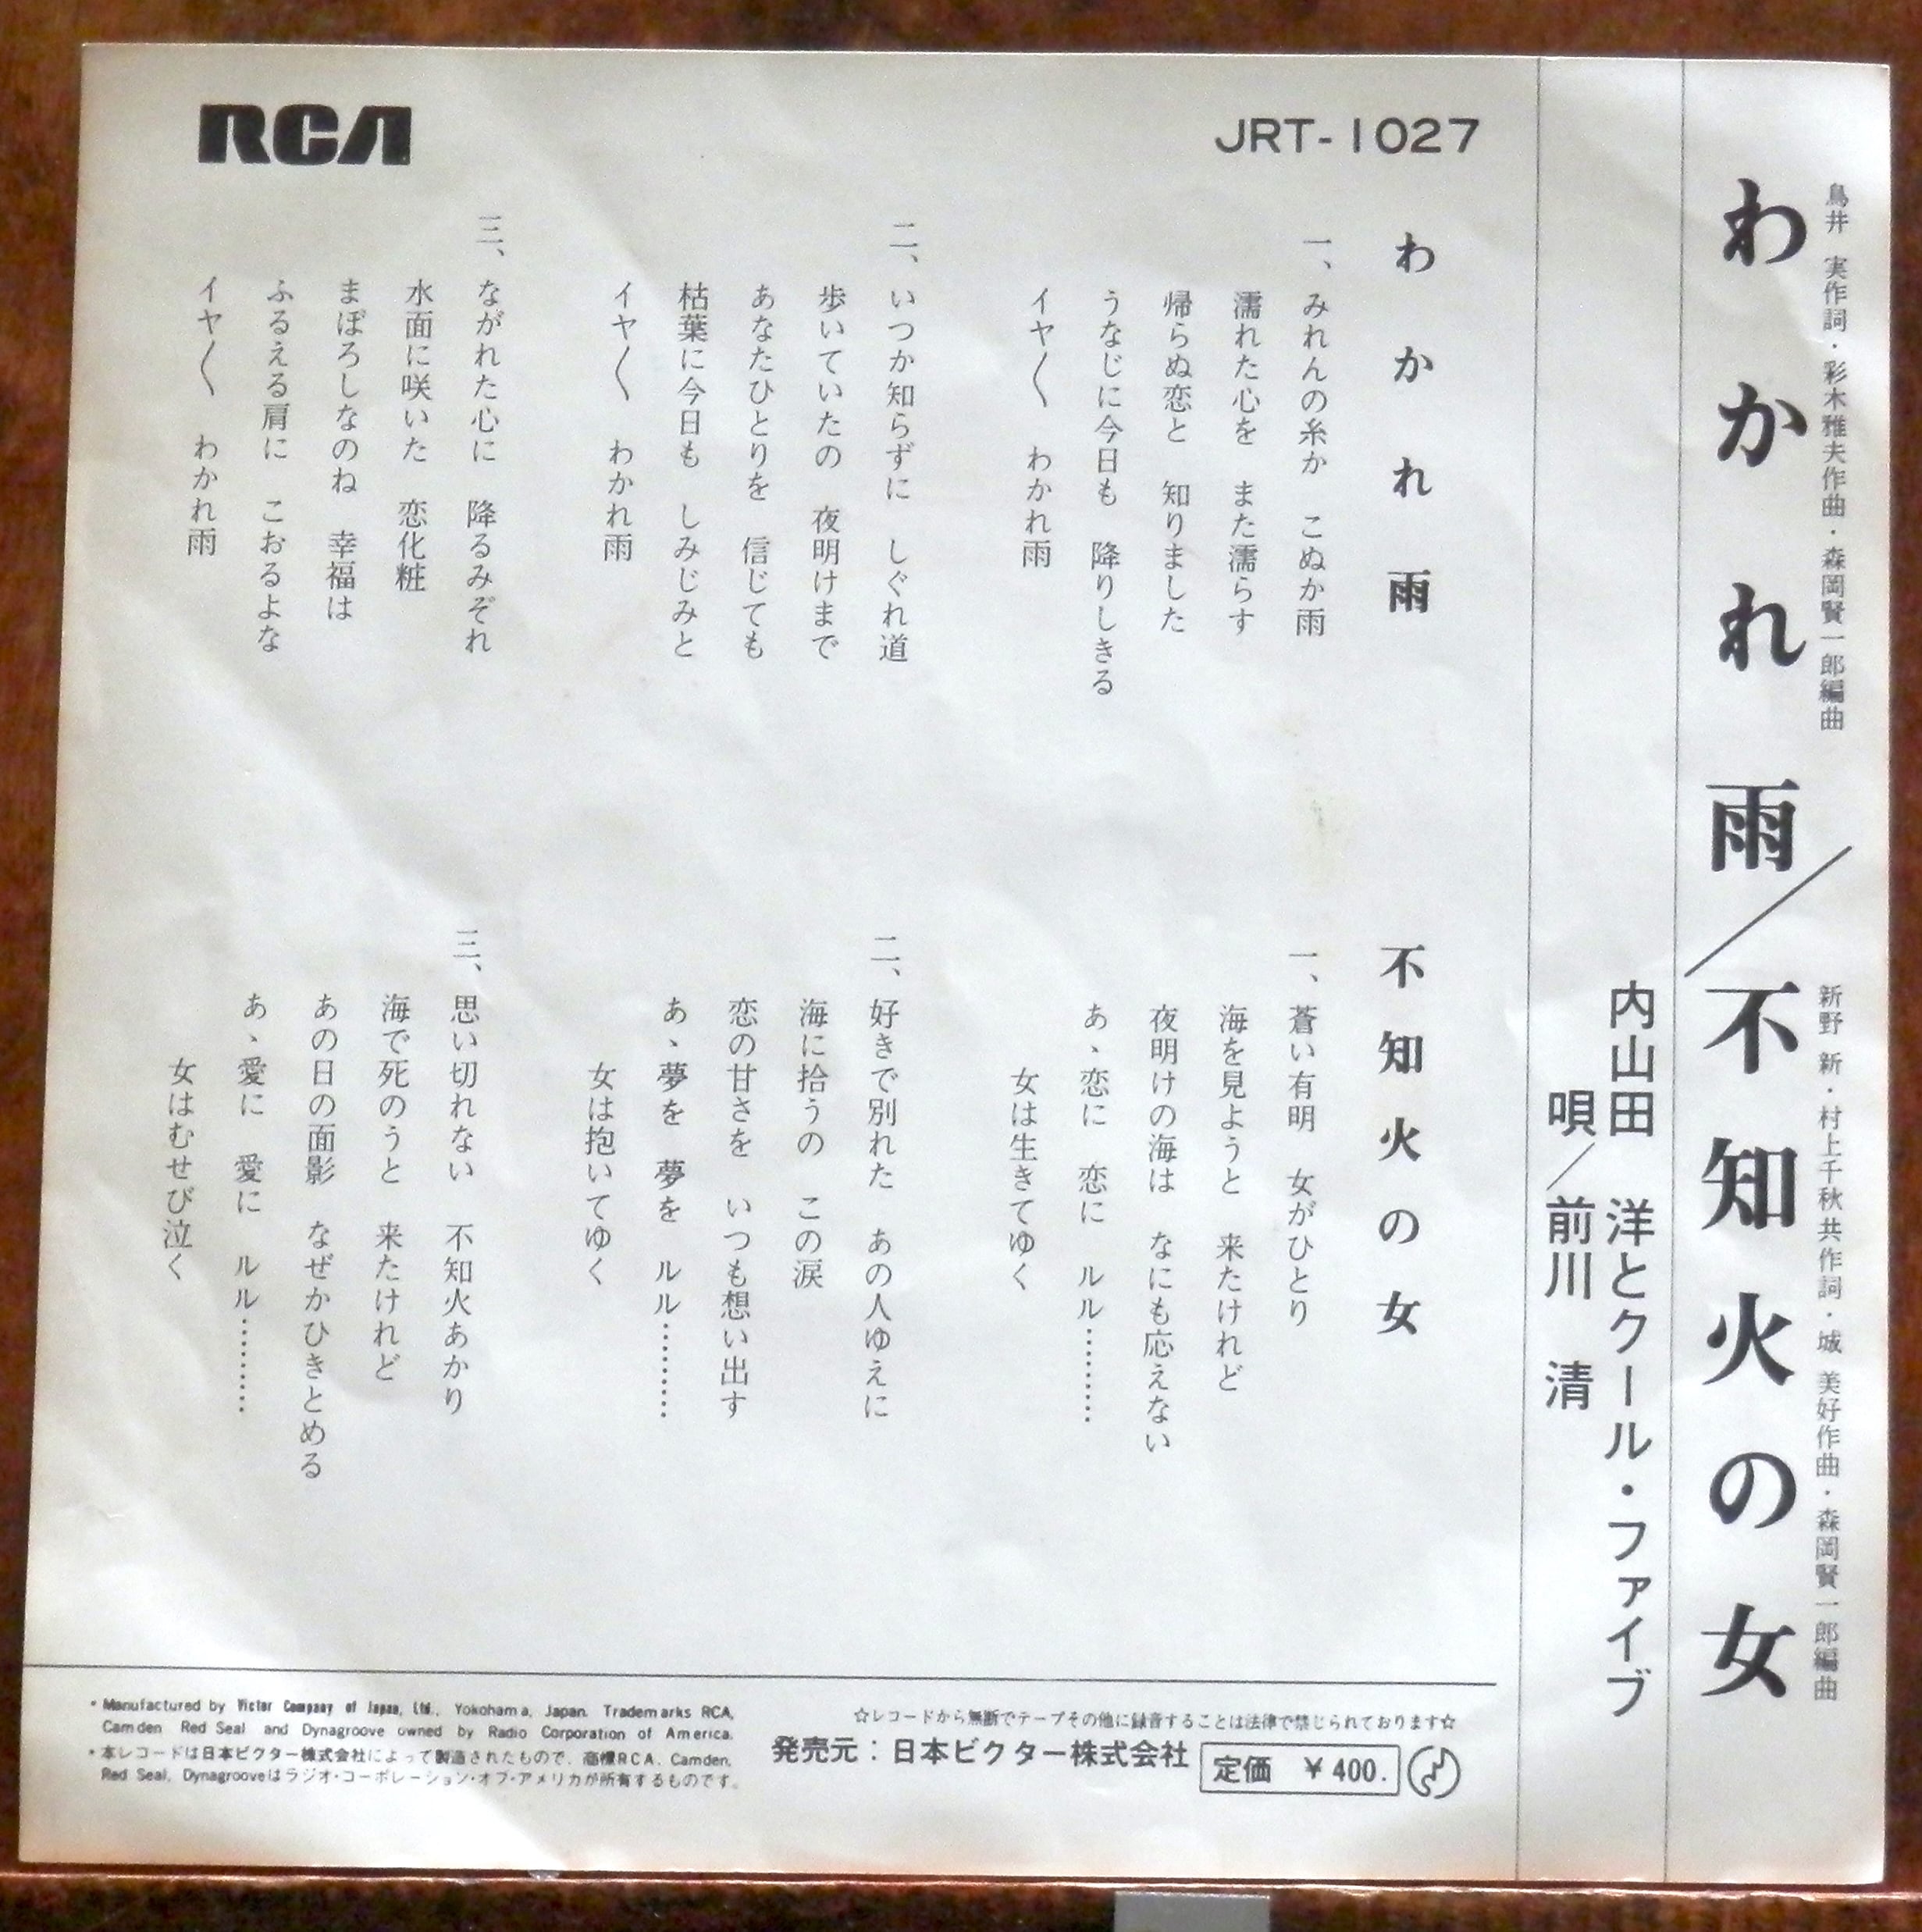 鳥井 実作詞・彩木雅夫作曲・森岡賢一郎編曲
わかれ雨／不知火の女
新野 新・村上千秋共作詞・城 美好作曲・森岡賢一郎編曲
内山田 洋とクール・ファイブ
唄／前川 清
RCA
JRT-1027
わかれ雨
一、みれんの糸か こぬか雨
濡れた心を また濡らす
帰らぬ恋と 知りました
うなじに今日も 降りしきる
イヤ〱 わかれ雨
二、いつか知らずに しぐれ道
歩いていたの 夜明けまで
あなたひとりを 信じても
枯葉に今日も しみじみと
イヤ〱 わかれ雨
三、ながれた心に 降るみぞれ
水面に咲いた 恋化粧
まぼろしなのね 幸福は
ふるえる肩に こおるよな
イヤ〱 わかれ雨
不知火の女
一、蒼い有明 女がひとり
海を見ようと 来たけれど
夜明けの海は なにも応えない
あゝ恋に 恋に ルル………
女は生きてゆく
二、好きで別れた あの人ゆえに
海に拾うの この涙
恋の甘さを いつも想い出す
あゝ夢を 夢を ルル………
女は抱いてゆく
三、思い切れない 不知火あかり
海で死のうと 来たけれど
あの日の面影 なぜかひきとめる
あゝ愛に 愛に ルル………
女はむせび泣く
・Manufactured by Victor Company of Japan, Ltd., Yokohama, Japan. Trademarks RCA,
Camden Red Seal and Dynagroove owned by Radio Corporation of America.
・本レコードは日本ビクター株式会社によって製造されたもので、商標RCA, Camden,
Red Seal, Dynagrooveはラジオ・コーポレーション・オブ・アメリカが所有するものです。
☆レコードから無断でテープその他に録音することは法律で禁じられております☆
発売元：日本ビクター株式会社
定価 ￥400.